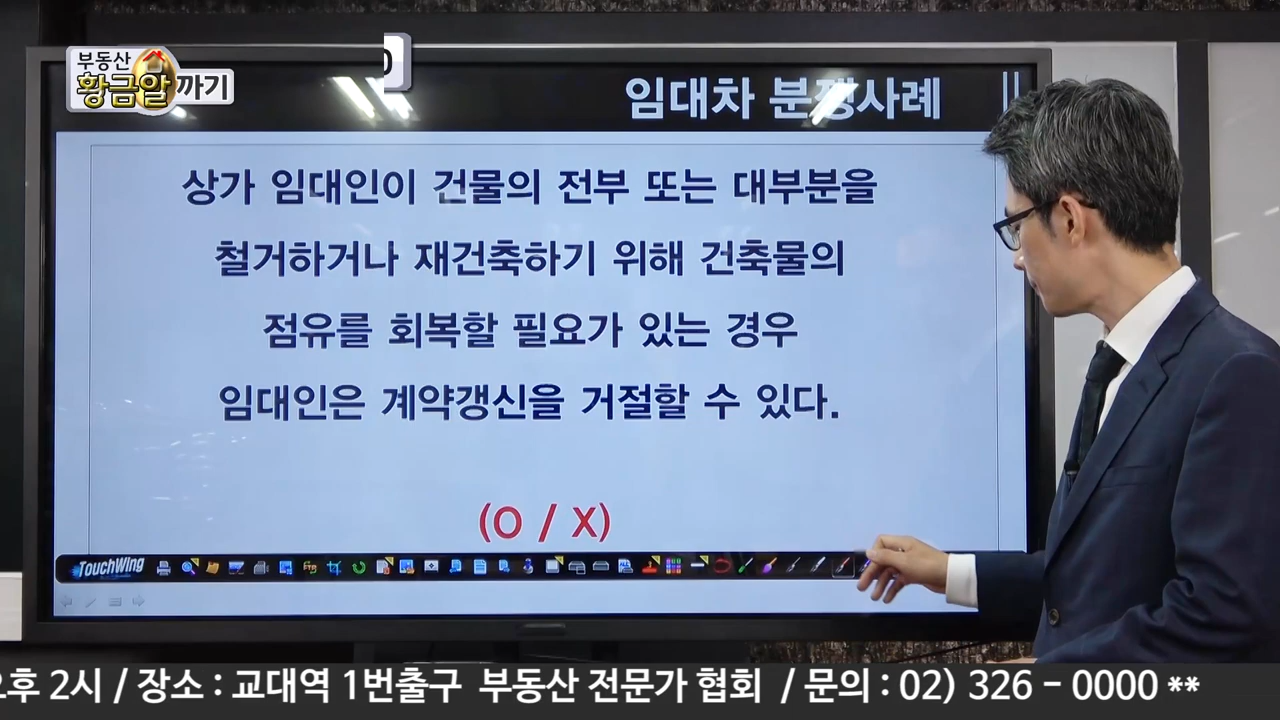 부동산
황금알까기
임대차 분쟁사례
상가 임대인이 건물의 전부 또는 대부분을
철거하거나 재건축하기 위해 건축물의
점유를 회복할 필요가 있는 경우
임대인은 계약갱신을 거절할 수 있다.
(O / X)
TouchWing
오후 2시 / 장소 : 교대역 1번출구 부동산 전문가 협회 / 문의 : 02) 326 - 0000 **